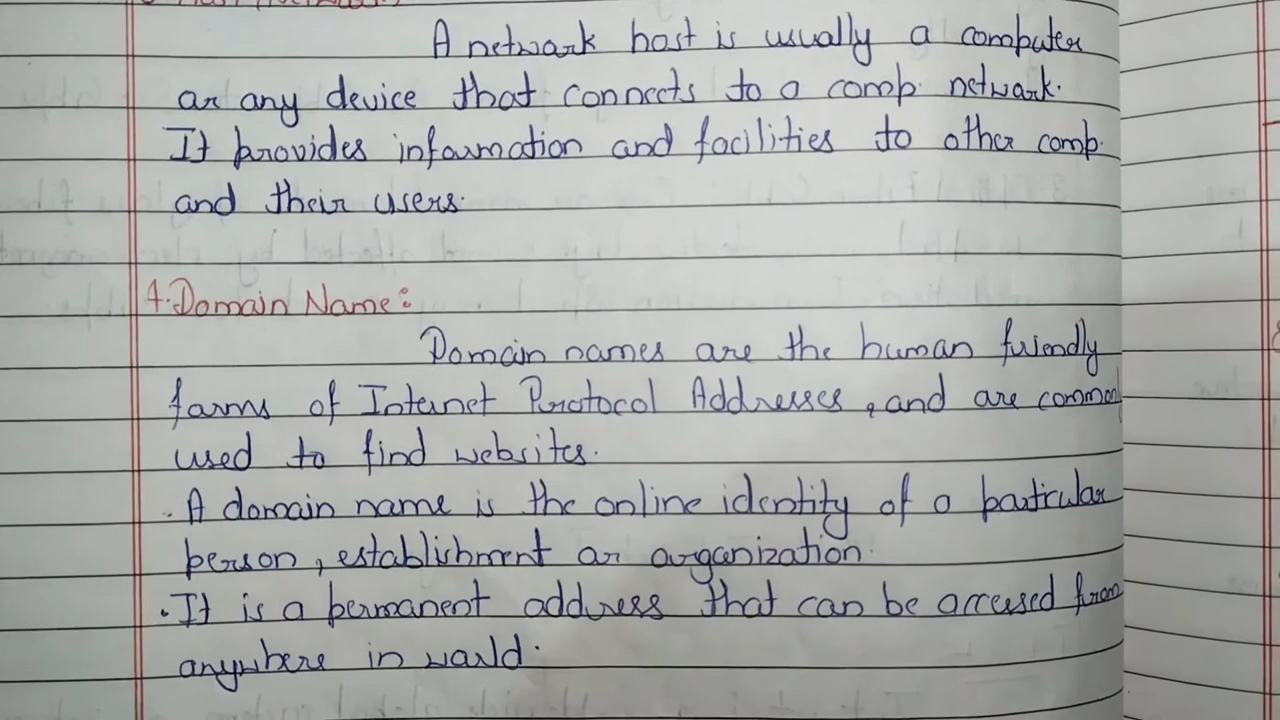 A network host is usually a computer
or any device that connects to a comp. network.
It provides information and facilities to other comp.
and their users.
4. Domain Name:
Domain names are the human friendly
forms of Internet Protocol Addresses, and are common
used to find websites.
. A domain name is the online identity of a particular
person, establishment or organization.
. It is a permanent address that can be accessed from
anywhere in world.